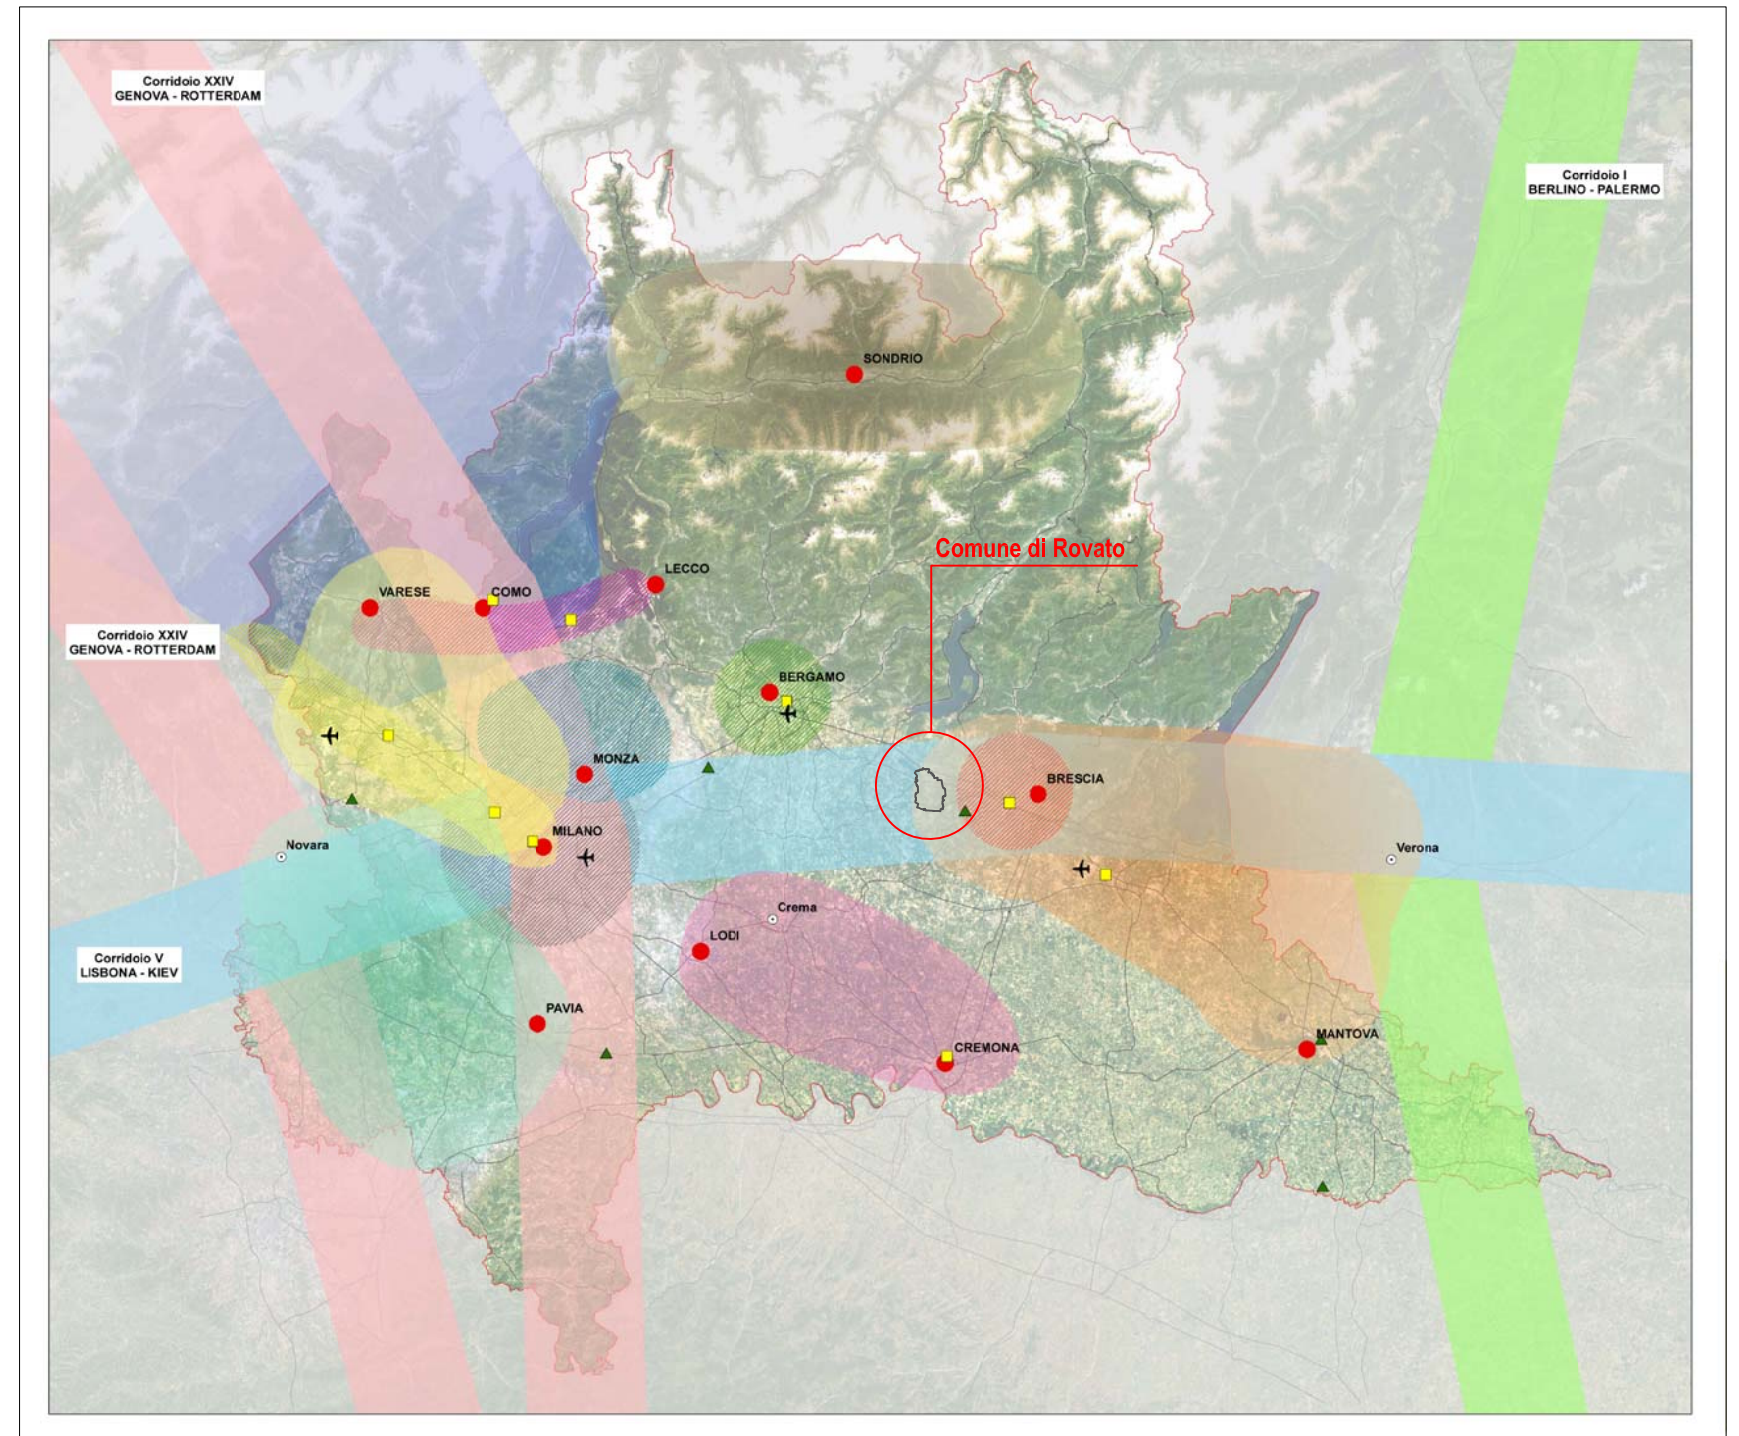 Corridoio XXIV
GENOVA - ROTTERDAM
Corridoio I
BERLINO - PALERMO
SONDRIO
Comune di Rovato
LECCO
VARESE
COMO
Corridoio XXIV
GENOVA - ROTTERDAM
BERGAMO
MONZA
BRESCIA
MILANO
Novara
Verona
Crema
LODI
Corridoio V
LISBONA - KIEV
PAVIA
MANTOVA
CREMONA